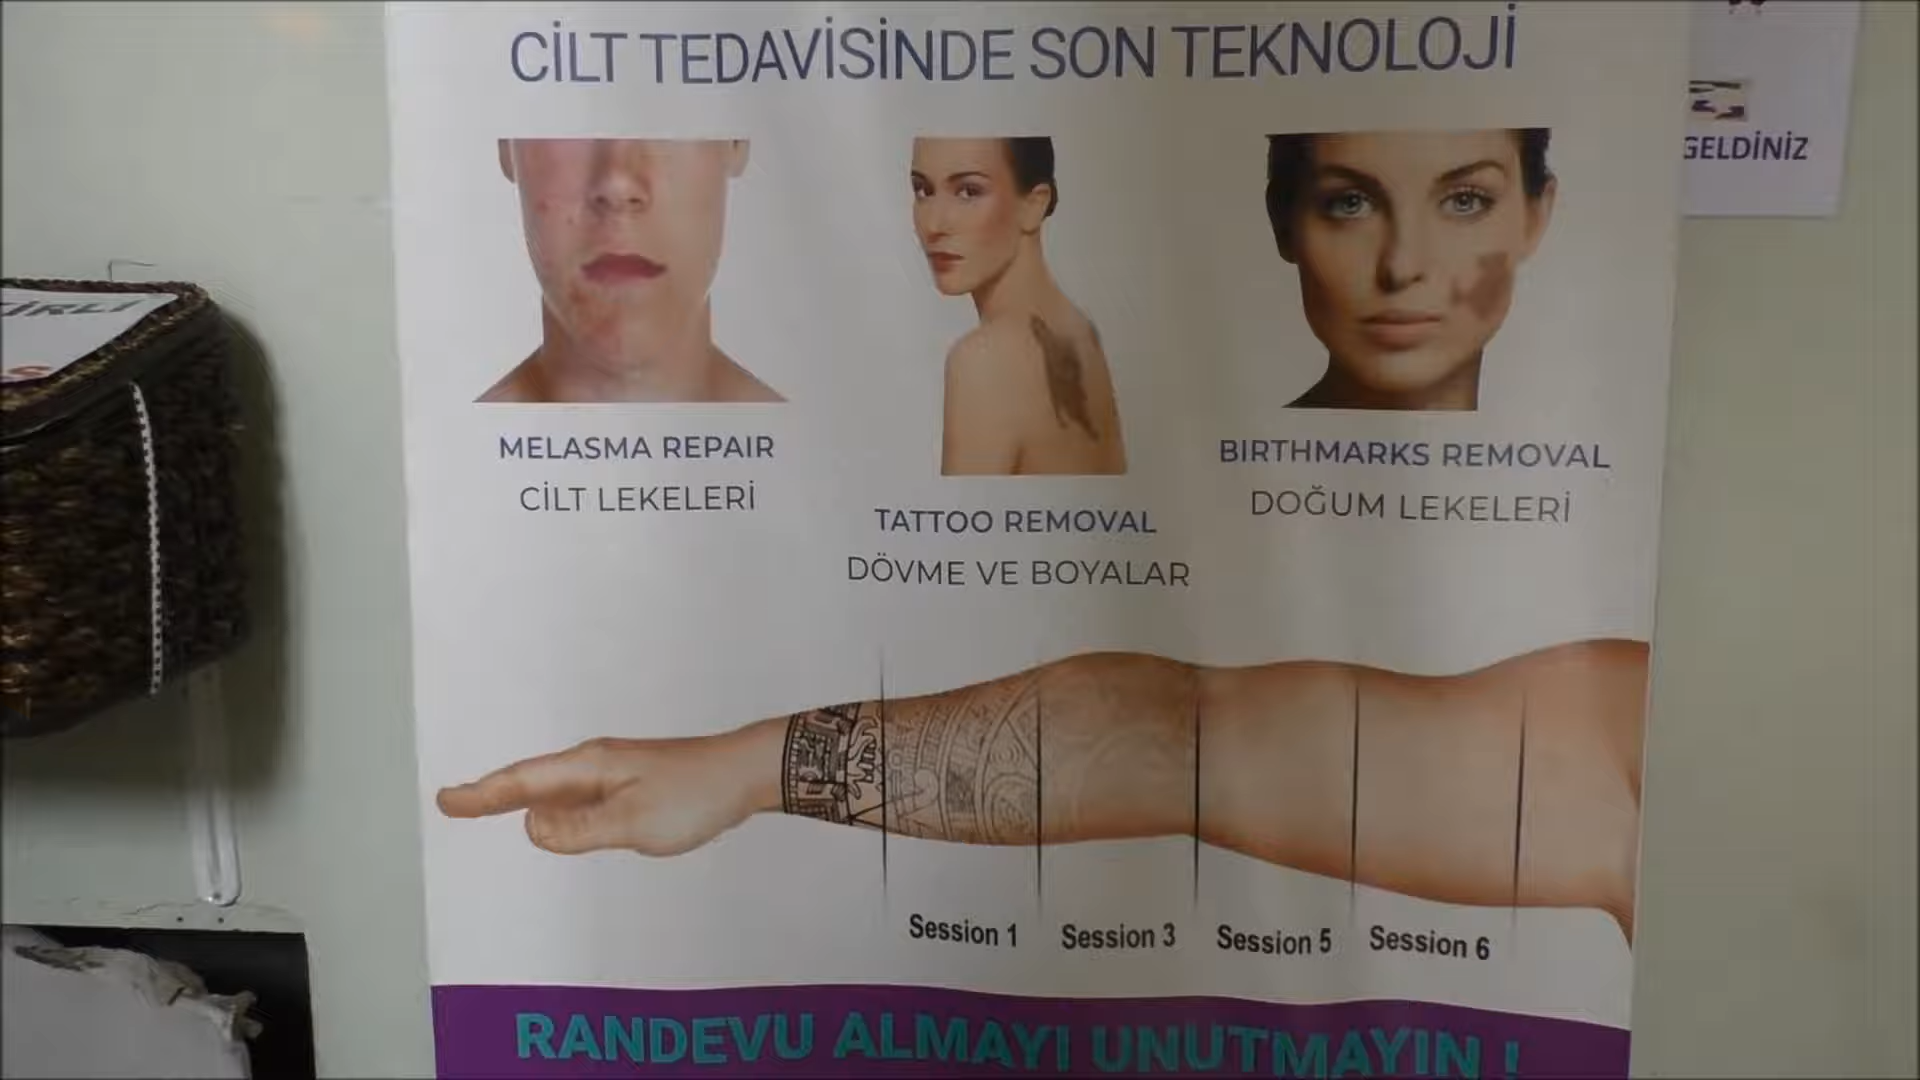 CİLT TEDAVİSİNDE SON TEKNOLOJİ
GELDİNİZ
MELASMA REPAIR
CİLT LEKELERİ
TATTOO REMOVAL
DÖVME VE BOYALAR
BIRTHMARKS REMOVAL
DOĞUM LEKELERİ
Session 1
Session 3
Session 5
Session 6
RANDEVU ALMAYI UNUTMAYIN !